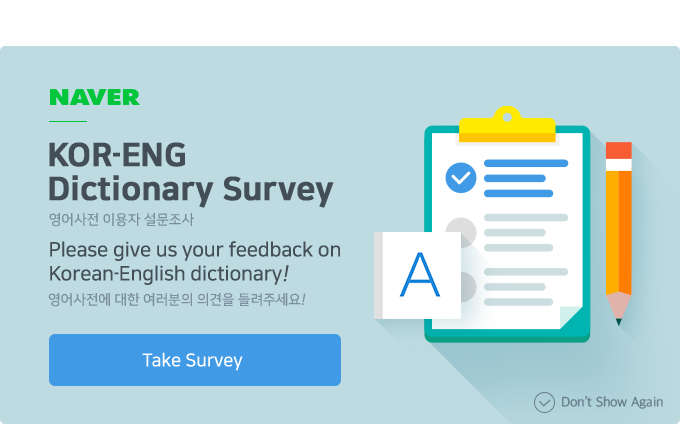 NAVER
KOR-ENG
Dictionary Survey
영어사전 이용자 설문조사
Please give us your feedback on
Korean-English dictionary!
영어사전에 대한 여러분의 의견을 들려주세요!
Take Survey
A
Don't Show Again